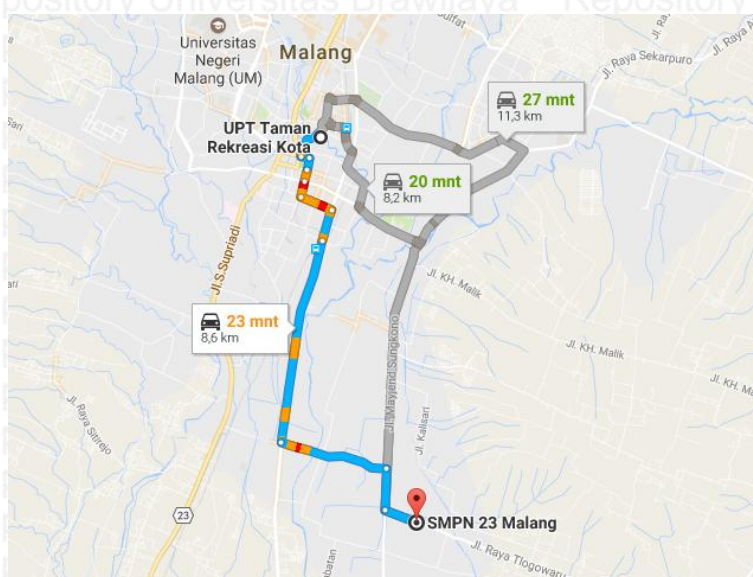 pository Universitas Brawijaya
Repository
Universitas
Negeri
Malang (UM)
Malang
Jl. Raya Sekarpuro
27 mnt
11,3 km
UPT Taman
Rekreasi Kota
20 mnt
8,2 km
Jl.S.Supriadi
Jl. KH. Malik
23 mnt
8,6 km
Jl. Mayjend Sungkono
Jl. KH. Malik
Jl. KH. Ma
Jl. Raya Sitirejo
Jl. Kalisari
23
SMPN 23 Malang
Jl. Raya Tlogowaru